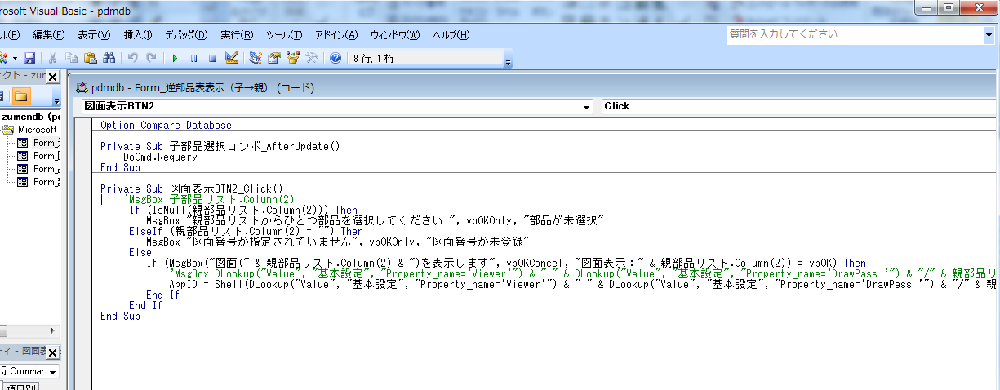 rosoft Visual Basic - pdmdb
ル(F) 編集(E) 表示(V) 挿入(I) デバッグ(D) 実行(R) ツール(T) アドイン(A) ウィンドウ(W) ヘルプ(H)
質問を入力してください
8 行, 1 桁
ェクト - zum
zumendb (p
Microsoft
Form_
Form_
Form_
Form_
ティ - 図面表
Commar
項目別
pdmdb - Form_逆部品表表示（子→親） (コード)
図面表示BTN2
Click
Option Compare Database
Private Sub 子部品選択コンボ_AfterUpdate()
DoCmd.Requery
End Sub
Private Sub 図面表示BTN2_Click()
'MsgBox 子部品リスト.Column(2)
If (IsNull(親部品リスト.Column(2))) Then
MsgBox "親部品リストからひとつ部品を選択してください ", vbOKOnly, "部品が未選択"
ElseIf (親部品リスト.Column(2) = "") Then
MsgBox "図面番号が指定されていません", vbOKOnly, "図面番号が未登録"
Else
If (MsgBox("図面(" & 親部品リスト.Column(2) & ")を表示します", vbOKCancel, "図面表示：" & 親部品リスト.Column(2)) = vbOK) Then
'MsgBox DLookup("Value", "基本設定", "Property_name='Viewer'") & " " & DLookup("Value", "基本設定", "Property_name='DrawPass '") & "/" & 親部品リ
AppID = Shell(DLookup("Value", "基本設定", "Property_name='Viewer'") & " " & DLookup("Value", "基本設定", "Property_name='DrawPass '") & "/" & 親
End If
End If
End Sub